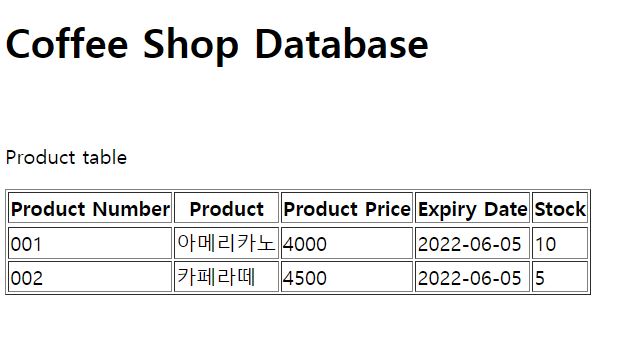 Coffee Shop Database
Product table
Product Number Product Product Price Expiry Date Stock
001 아메리카노 4000 2022-06-05 10
002 카페라떼 4500 2022-06-05 5